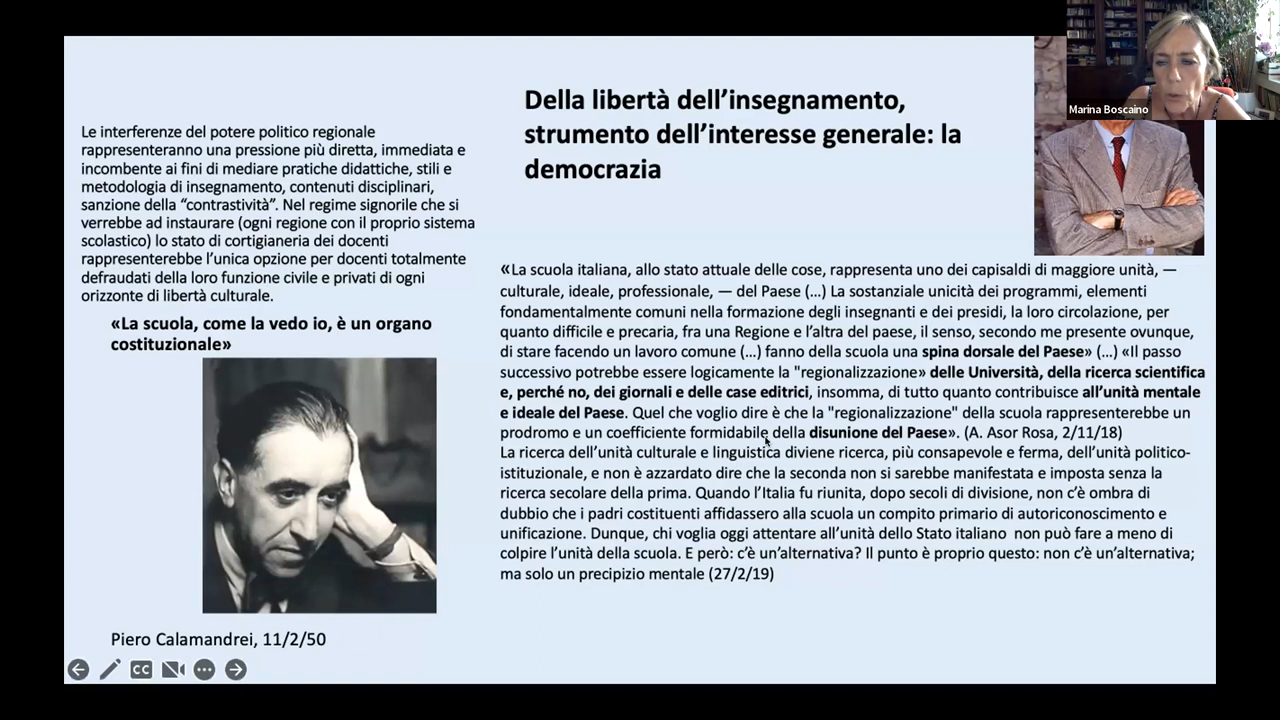 Marina Boscaino
Della libertà dell’insegnamento,
strumento dell’interesse generale: la
democrazia
Le interferenze del potere politico regionale
rappresenteranno una pressione più diretta, immediata e
incombente ai fini di mediare pratiche didattiche, stili e
metodologia di insegnamento, contenuti disciplinari,
sanzione della “contrastività”. Nel regime signorile che si
verrebbe ad instaurare (ogni regione con il proprio sistema
scolastico) lo stato di cortigianeria dei docenti
rappresenterebbe l’unica opzione per docenti totalmente
defraudati della loro funzione civile e privati di ogni
orizzonte di libertà culturale.
«La scuola, come la vedo io, è un organo
costituzionale»
Piero Calamandrei, 11/2/50
«La scuola italiana, allo stato attuale delle cose, rappresenta uno dei capisaldi di maggiore unità, —
culturale, ideale, professionale, — del Paese (…) La sostanziale unicità dei programmi, elementi
fondamentalmente comuni nella formazione degli insegnanti e dei presidi, la loro circolazione, per
quanto difficile e precaria, fra una Regione e l’altra del paese, il senso, secondo me presente ovunque,
di stare facendo un lavoro comune (…) fanno della scuola una spina dorsale del Paese» (…) «Il passo
successivo potrebbe essere logicamente la "regionalizzazione» delle Università, della ricerca scientifica
e, perché no, dei giornali e delle case editrici, insomma, di tutto quanto contribuisce all’unità mentale
e ideale del Paese. Quel che voglio dire è che la "regionalizzazione" della scuola rappresenterebbe un
prodromo e un coefficiente formidabile della disunione del Paese». (A. Asor Rosa, 2/11/18)
La ricerca dell’unità culturale e linguistica diviene ricerca, più consapevole e ferma, dell’unità politico-
istituzionale, e non è azzardato dire che la seconda non si sarebbe manifestata e imposta senza la
ricerca secolare della prima. Quando l’Italia fu riunita, dopo secoli di divisione, non c’è ombra di
dubbio che i padri costituenti affidassero alla scuola un compito primario di autoriconoscimento e
unificazione. Dunque, chi voglia oggi attentare all’unità dello Stato italiano non può fare a meno di
colpire l’unità della scuola. E però: c’è un’alternativa? Il punto è proprio questo: non c’è un’alternativa;
ma solo un precipizio mentale (27/2/19)
CC